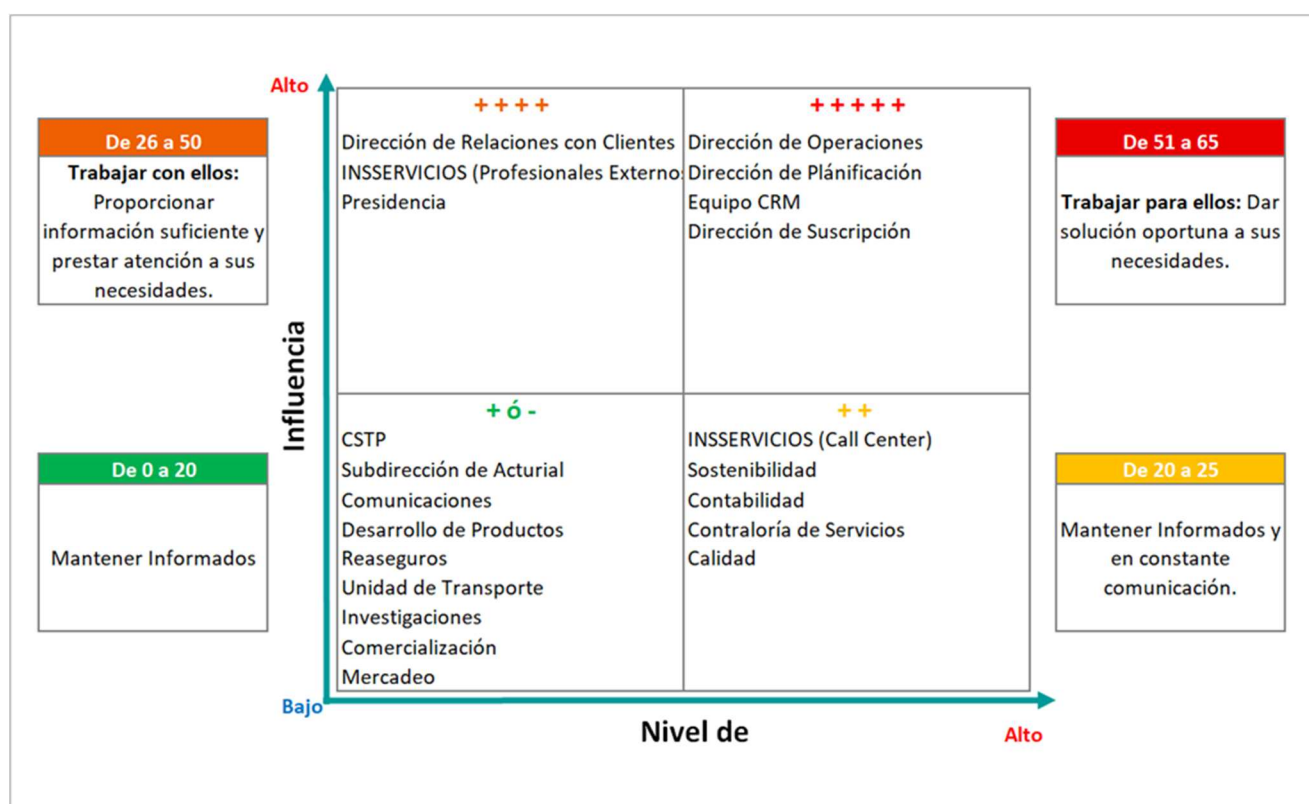 Alto
+ + + +
+ + + + +
De 26 a 50
Trabajar con ellos:
Proporcionar
información suficiente y
prestar atención a sus
necesidades.
Dirección de Relaciones con Clientes
INSSERVICIOS (Profesionales Externos
Presidencia
Dirección de Operaciones
Dirección de Plánificación
Equipo CRM
Dirección de Suscripción
De 51 a 65
Trabajar para ellos: Dar
solución oportuna a sus
necesidades.
Influencia
+ ó -
+ +
De 0 a 20
Mantener Informados
CSTP
Subdirección de Acturial
Comunicaciones
Desarrollo de Productos
Reaseguros
Unidad de Transporte
Investigaciones
Comercialización
Mercadeo
INSSERVICIOS (Call Center)
Sostenibilidad
Contabilidad
Contraloría de Servicios
Calidad
De 20 a 25
Mantener Informados y
en constante
comunicación.
Bajo
Nivel de
Alto